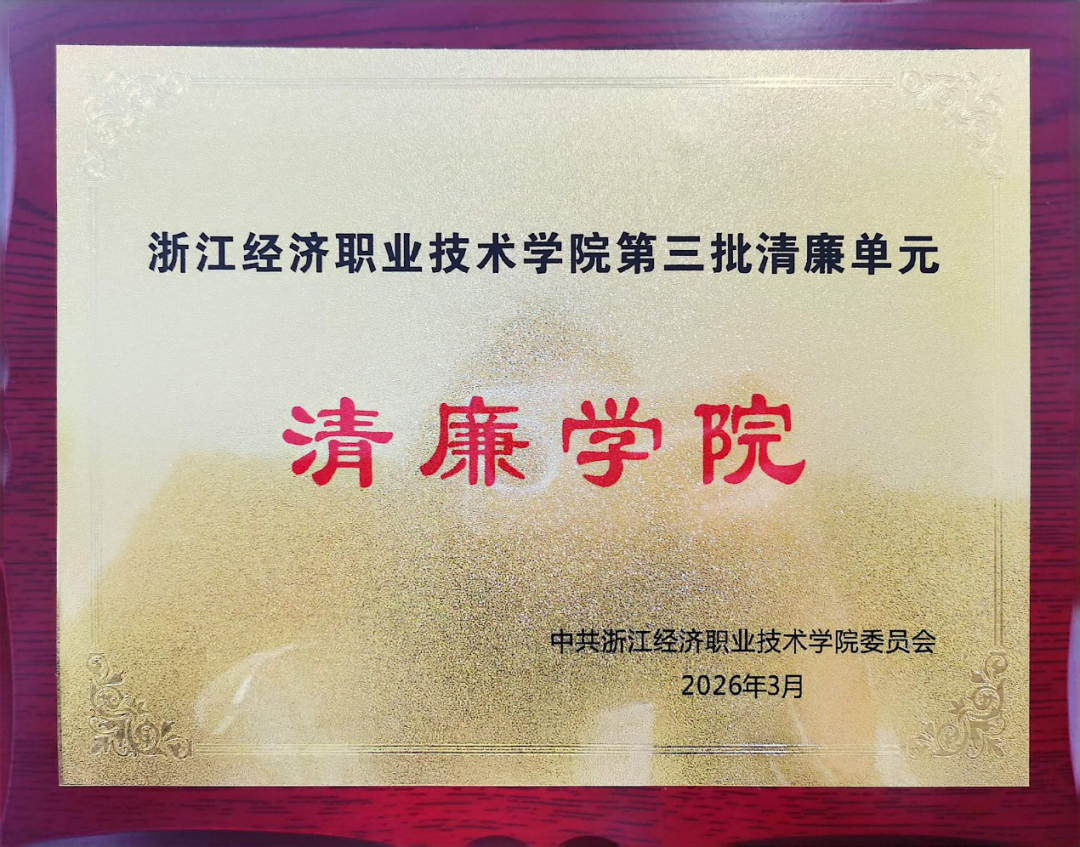 浙江经济职业技术学院第三批清廉单元
清廉学院
中共浙江经济职业技术学院委员会
2026年3月